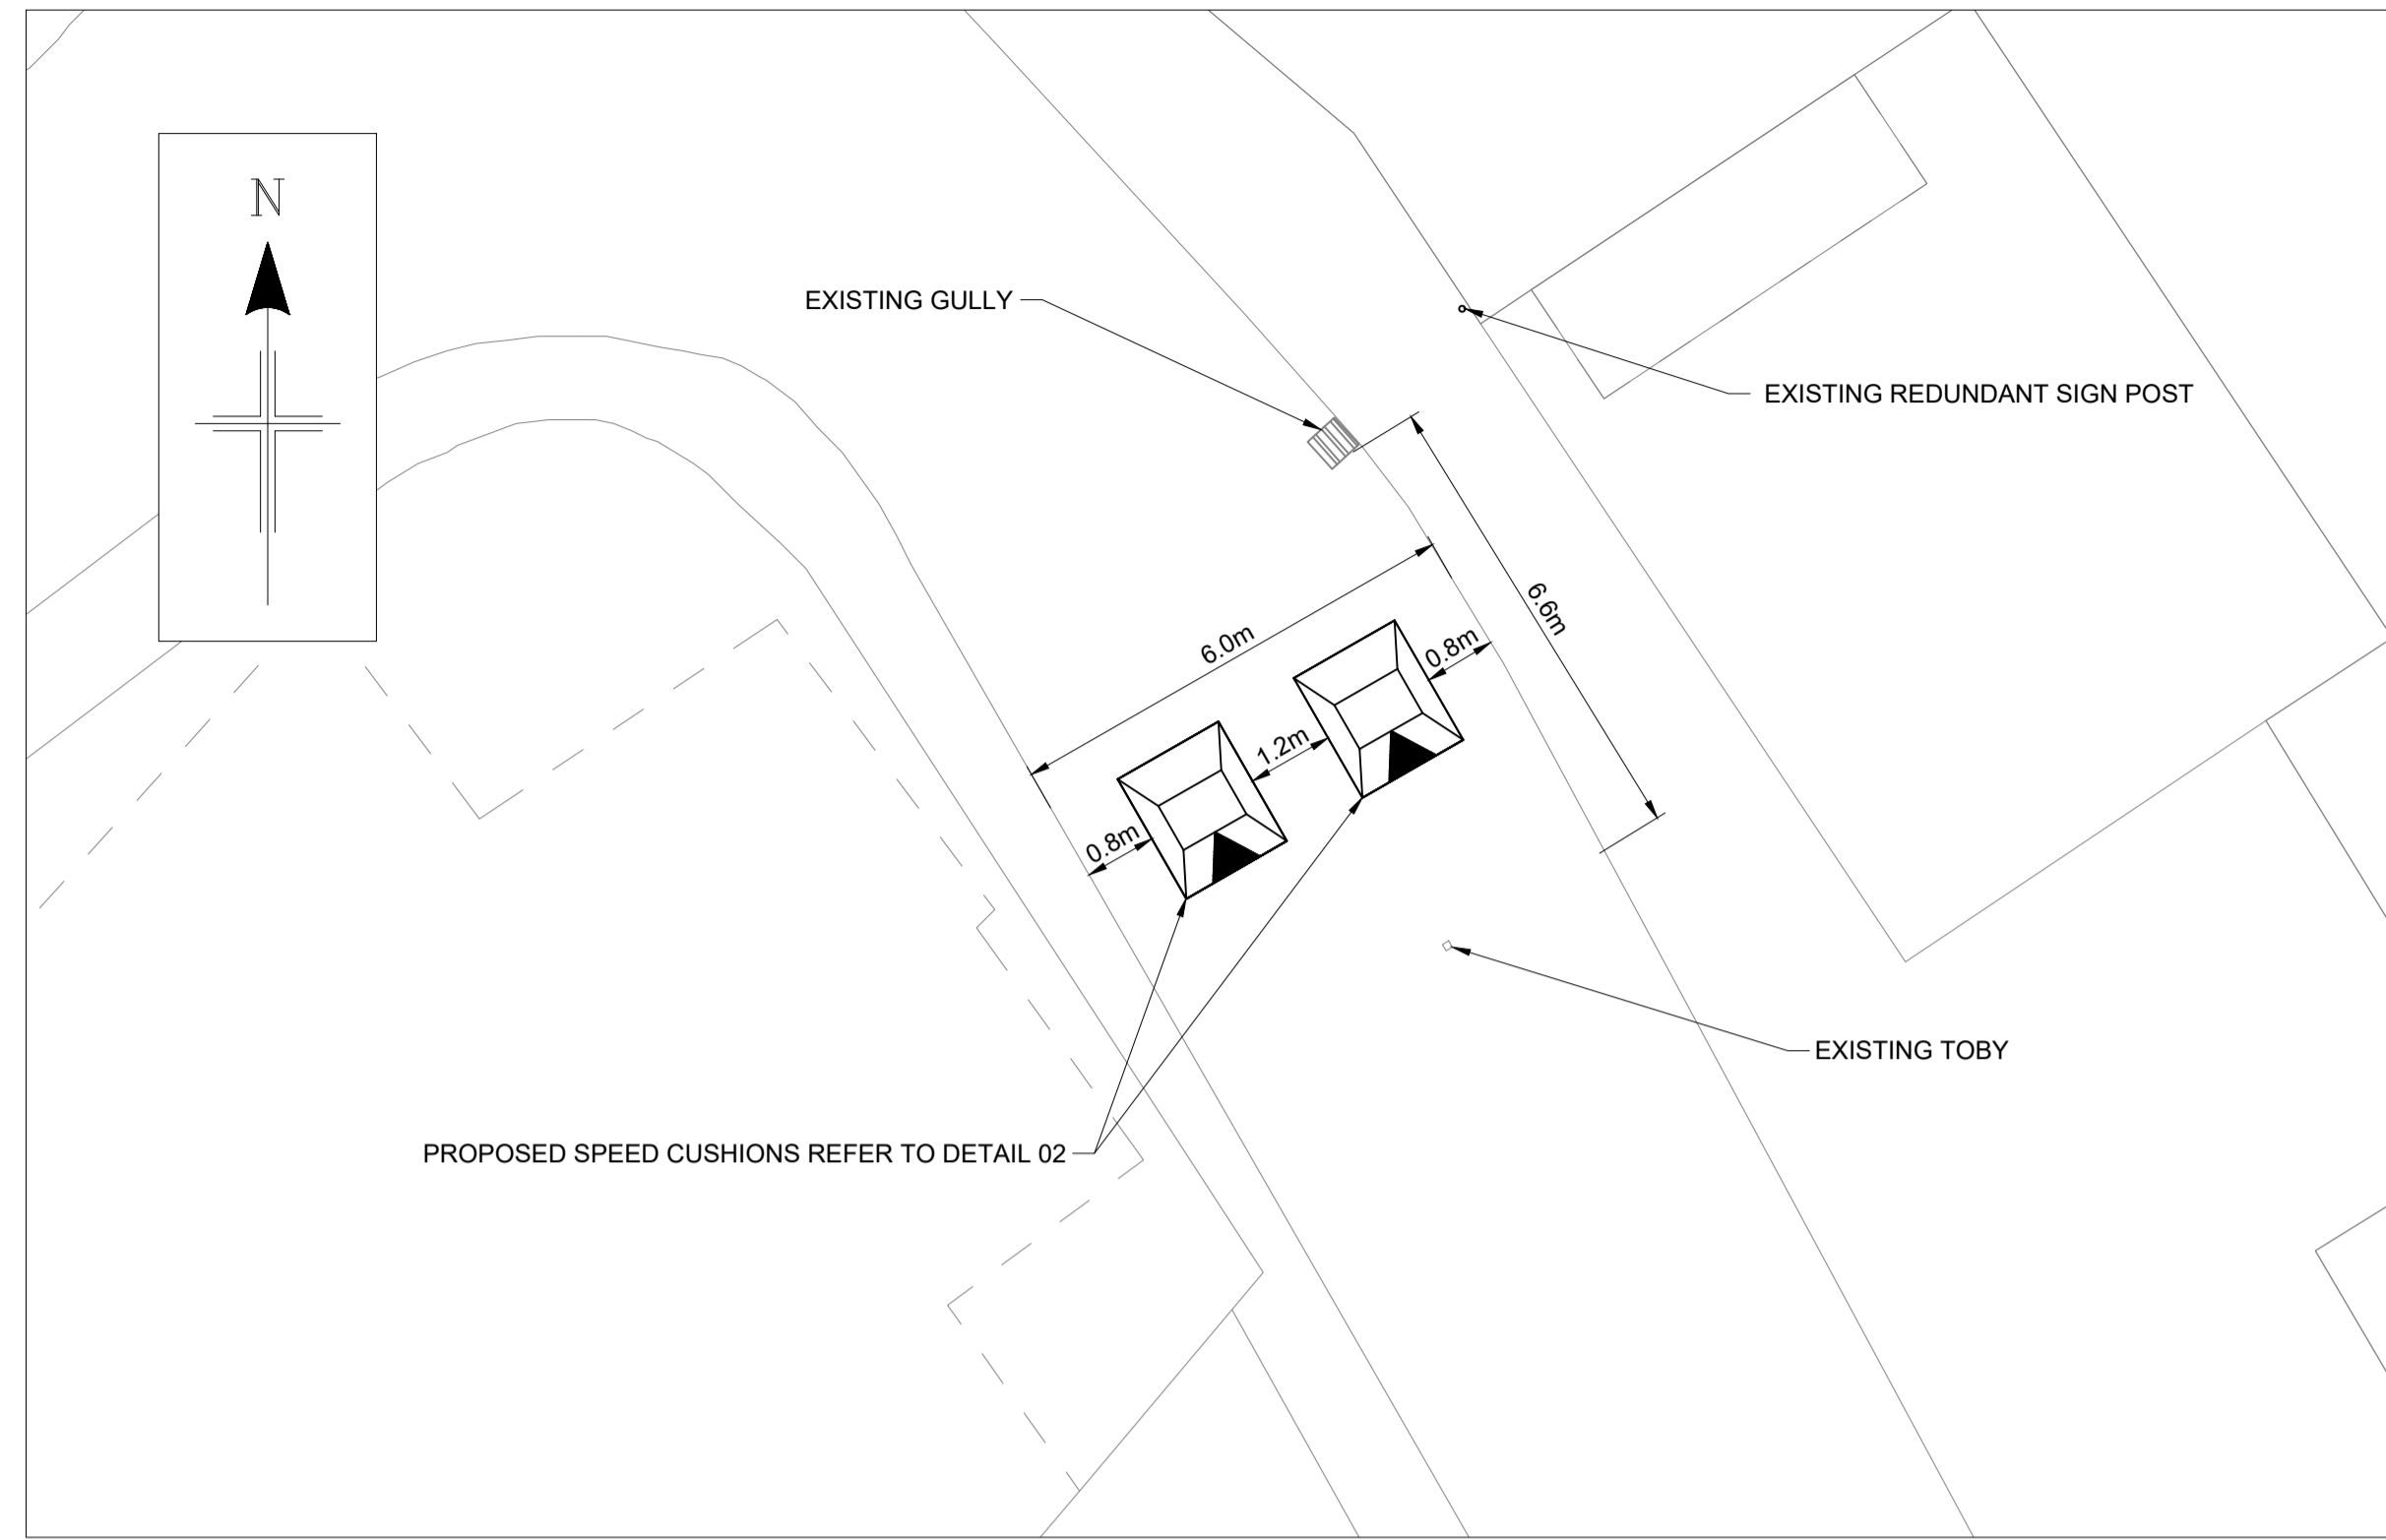 N
EXISTING GULLY
EXISTING REDUNDANT SIGN POST
6.6m
6.0m
0.8m
1.2m
0.8m
EXISTING TOBY
PROPOSED SPEED CUSHIONS REFER TO DETAIL 02